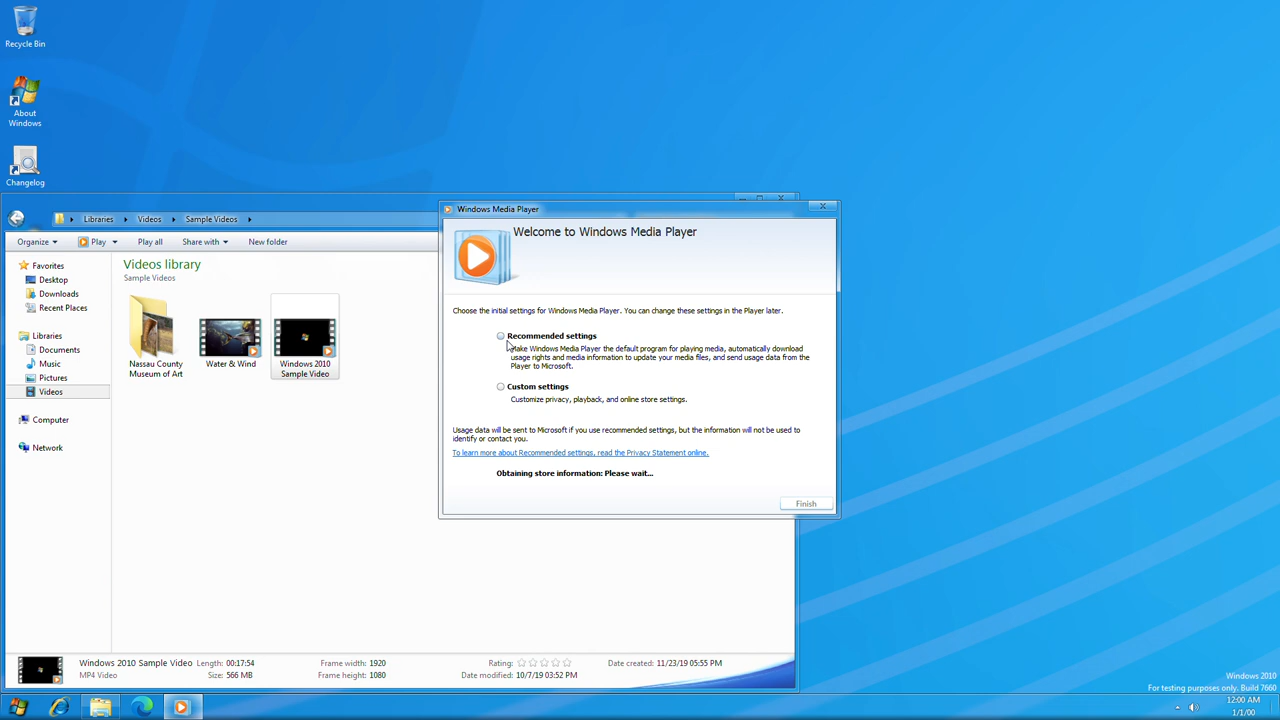 Recycle Bin
About
Windows
Changelog
Libraries
Videos
Sample Videos
Organize
Play
Play all
Share with
New folder
Favorites
Desktop
Downloads
Recent Places
Libraries
Documents
Music
Pictures
Videos
Computer
Network
Videos library
Sample Videos
Nassau County
Museum of Art
Water & Wind
Windows 2010
Sample Video
Windows Media Player
Welcome to Windows Media Player
Choose the initial settings for Windows Media Player. You can change these settings in the Player later.
Recommended settings
Make Windows Media Player the default program for playing media, automatically download
usage rights and media information to update your media files, and send usage data from the
Player to Microsoft.
Custom settings
Customize privacy, playback, and online store settings.
Usage data will be sent to Microsoft if you use recommended settings, but the information will not be used to
identify or contact you.
To learn more about Recommended settings, read the Privacy Statement online.
Obtaining store information: Please wait...
Finish
Windows 2010 Sample Video
MP4 Video
Length: 00:17:54
Size: 566 MB
Frame width: 1920
Frame height: 1080
Rating:
Date modified: 10/7/19 03:52 PM
Date created: 11/23/19 05:55 PM
Windows 2010
For testing purposes only. Build 7660
12:00 AM
1/1/00